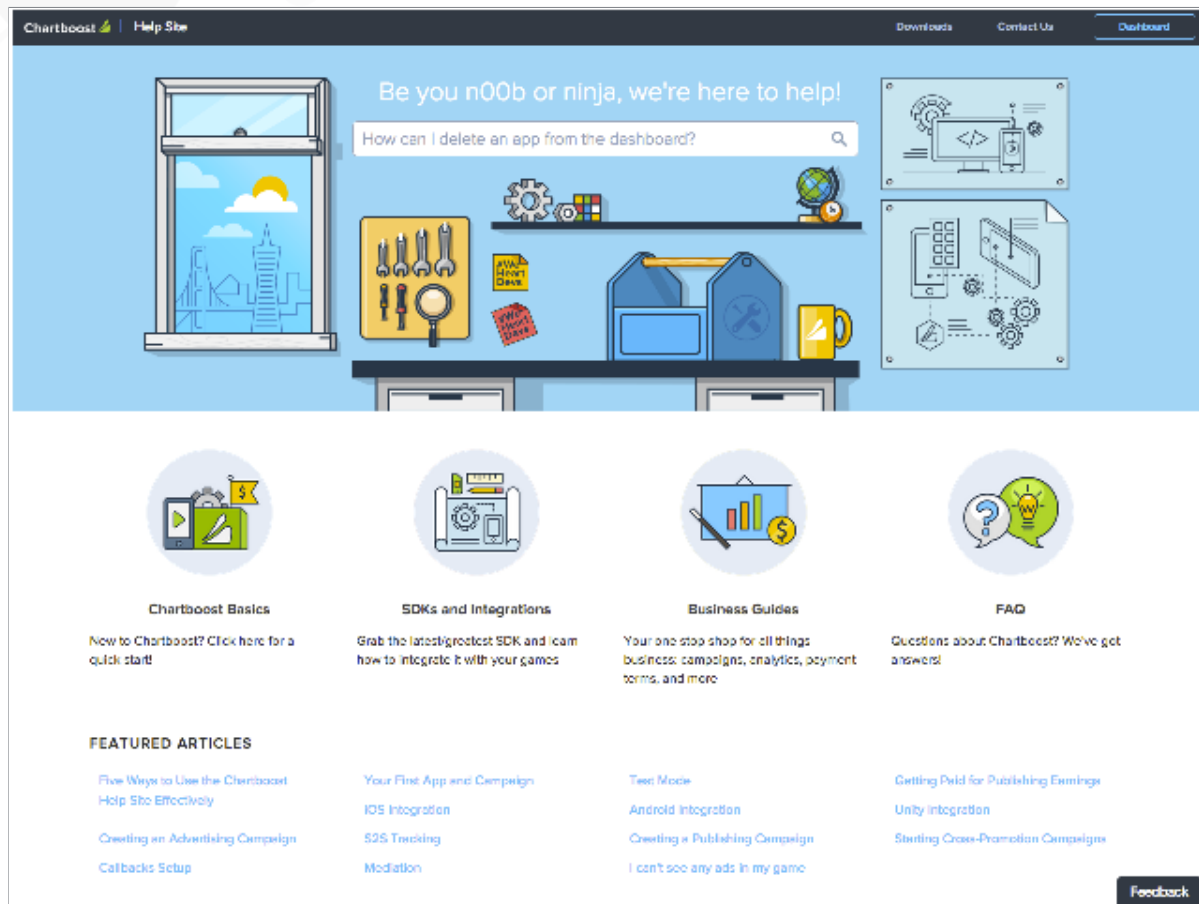 Chartboost | Help Site
Downloads
Contact Us
Dashboard
Be you n00b or ninja, we're here to help!
How can I delete an app from the dashboard?
#We
Heart
Devs
#We
Heart
Devs
Chartboost Basics
New to Chartboost? Click here for a
quick start!
SDKs and Integrations
Grab the latest/greatest SDK and learn
how to integrate it with your games
Business Guides
Your one stop shop for all things
business: campaigns, analytics, payment
terms, and more
FAQ
Questions about Chartboost? We've got
answers!
FEATURED ARTICLES
Five Ways to Use the Chartboost
Help Site Effectively
Creating an Advertising Campaign
Callbacks Setup
Your First App and Campaign
iOS Integration
S2S Tracking
Mediation
Test Mode
Android Integration
Creating a Publishing Campaign
I can't see any ads in my game
Getting Paid for Publishing Earnings
Unity Integration
Starting Cross-Promotion Campaigns
Feedback